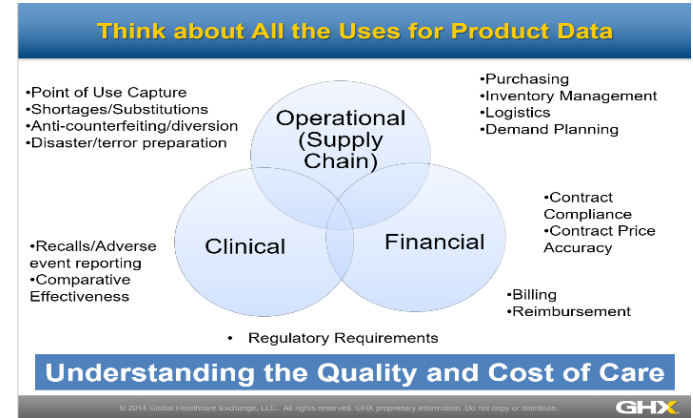 Think about All the Uses for Product Data
•Point of Use Capture
•Shortages/Substitutions
•Anti-counterfeiting/diversion
•Disaster/terror preparation
•Purchasing
•Inventory Management
•Logistics
•Demand Planning
Operational
(Supply
Chain)
Clinical
Financial
•Contract
Compliance
•Contract Price
Accuracy
•Recalls/Adverse
event reporting
•Comparative
Effectiveness
•Billing
•Reimbursement
• Regulatory Requirements
Understanding the Quality and Cost of Care
© 2014 Global Healthcare Exchange, LLC. All rights reserved. GHX proprietary information. Do not copy or distribute.
GHX